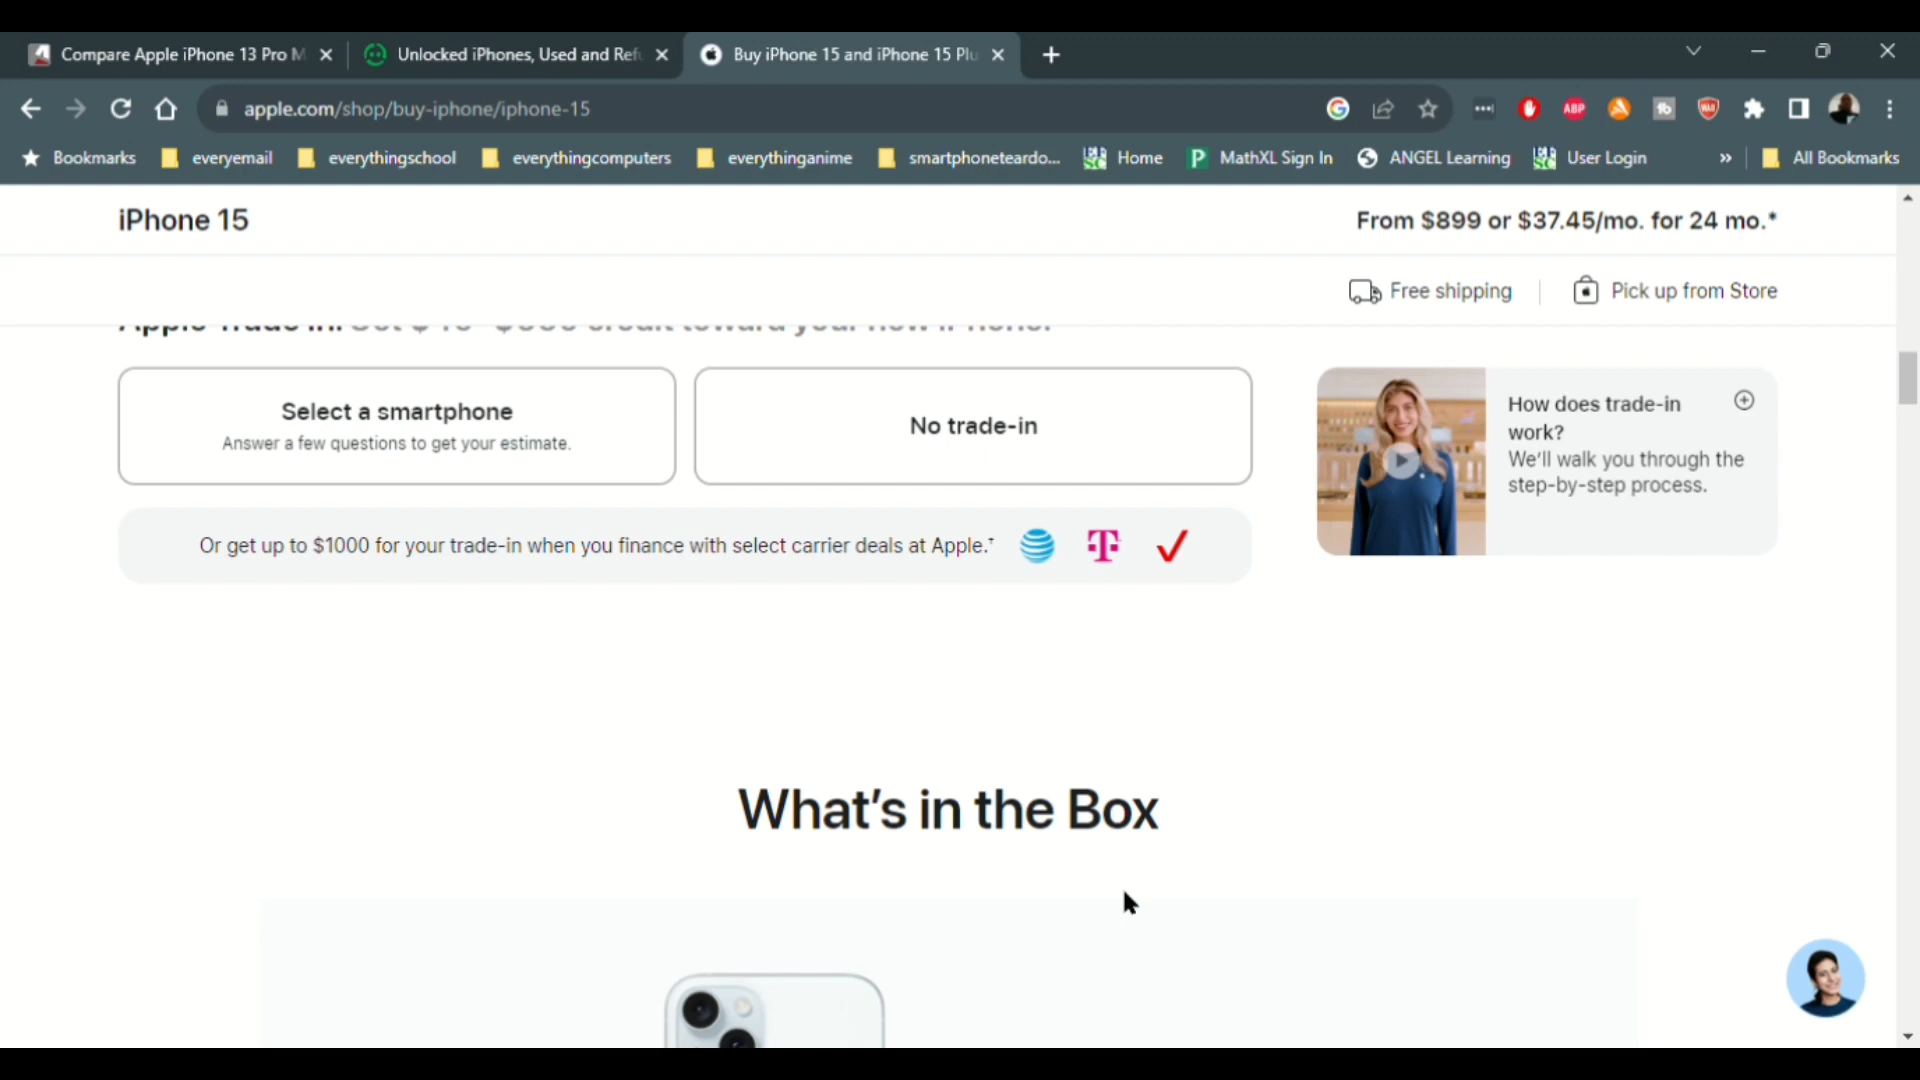 Compare Apple iPhone 13 Pro M
Unlocked iPhones, Used and Ref
Buy iPhone 15 and iPhone 15 Plu
apple.com/shop/buy-iphone/iphone-15
ABP
Bookmarks
everyemail
everythingschool
everythingcomputers
everythinganime
smartphoneteardo...
Home
MathXL Sign In
ANGEL Learning
User Login
»
All Bookmarks
iPhone 15
From $899 or $37.45/mo. for 24 mo.*
Free shipping
Pick up from Store
Select a smartphone
Answer a few questions to get your estimate.
No trade-in
How does trade-in
work?
We'll walk you through the
step-by-step process.
Or get up to $1000 for your trade-in when you finance with select carrier deals at Apple.†
What's in the Box